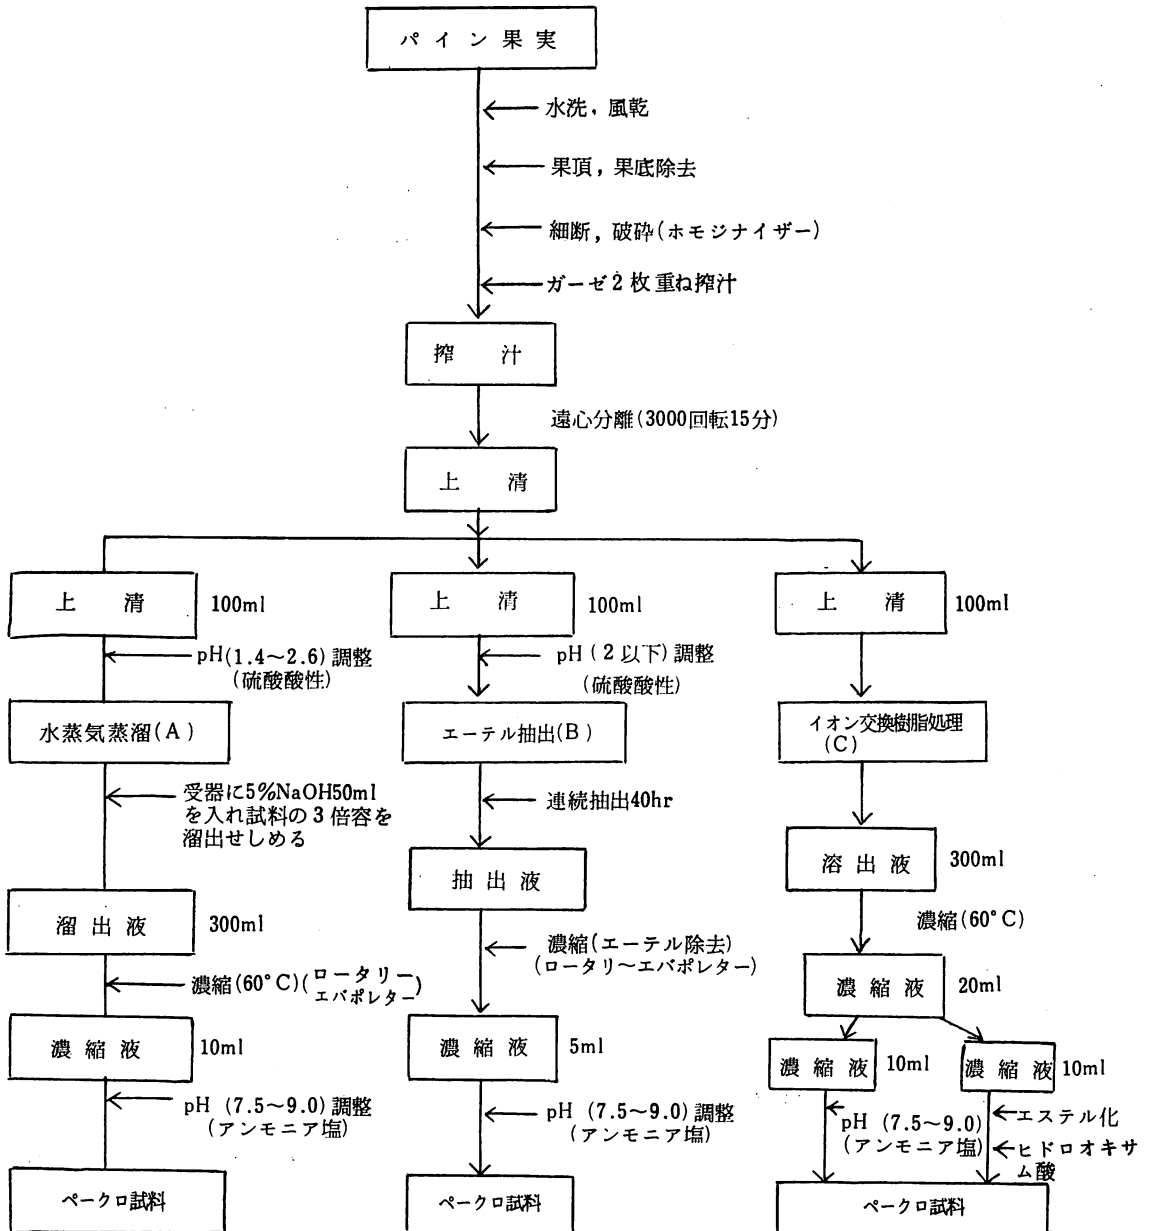 パイン果実
水洗，風乾
果頂，果底除去
細断，破砕(ホモジナイザー)
ガーゼ2枚重ね搾汁
搾汁
遠心分離(3000回転15分)
上清
上清
100ml
上清
100ml
上清
100ml
pH(1.4～2.6)調整
(硫酸酸性)
pH(2以下)調整
(硫酸酸性)
水蒸気蒸溜(A)
エーテル抽出(B)
イオン交換樹脂処理
(C)
受器に5%NaOH50ml
を入れ試料の3倍容を
溜出せしめる
連続抽出40hr
溶出液
300ml
抽出液
溜出液
300ml
濃縮(60°C)
濃縮(エーテル除去)
(ロータリ～エバポレター)
濃縮(60°C)(ロータリー
エバポレター)
濃縮液
20ml
濃縮液
10ml
濃縮液
5ml
濃縮液
10ml
濃縮液
10ml
pH (7.5～9.0)調整
(アンモニア塩)
pH (7.5～9.0)調整
(アンモニア塩)
pH (7.5～9.0)
(アンモニア塩)
エステル化
ヒドロオキサ
ム酸
ペークロ試料
ペークロ試料
ペークロ試料